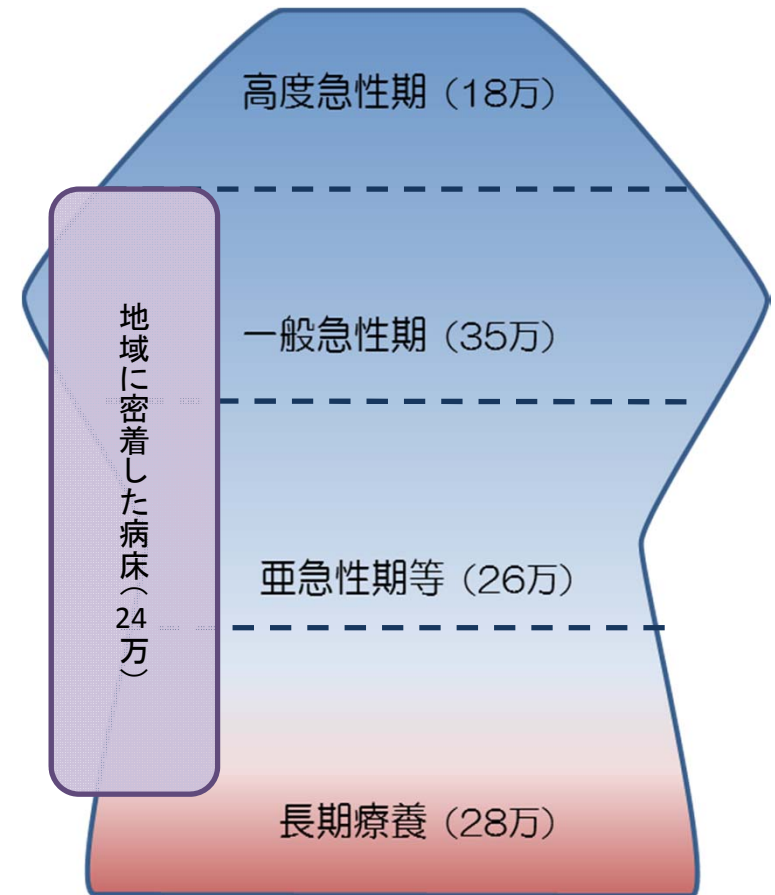 高度急性期（18万）
一般急性期（35万）
地域に密着した病床（24万）
亜急性期等（26万）
長期療養（28万）